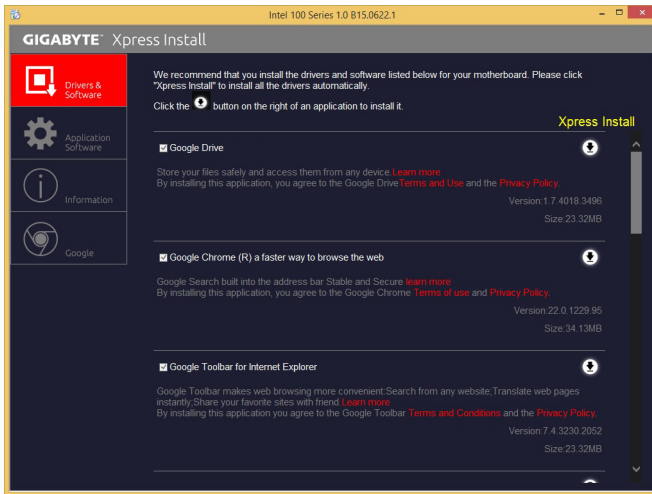 Intel 100 Series 1.0 B15.0622.1
GIGABYTE™ Xpress Install
Drivers &
Software
Application
Software
Information
Google
We recommend that you install the drivers and software listed below for your motherboard. Please click
"Xpress Install" to install all the drivers automatically.
Click the button on the right of an application to install it.
Xpress Install
Google Drive
Store your files safely and access them from any device.Learn more
By installing this application, you agree to the Google DriveTerms and Use and the Privacy Policy.
Version:1.7.4018.3496
Size:23.32MB
Google Chrome (R) a faster way to browse the web
Google Search built into the address bar Stable and Secure learn more
By installing this application, you agree to the Google Chrome Terms of use and Privacy Policy.
Version:22.0.1229.95
Size:34.13MB
Google Toolbar for Internet Explorer
Google Toolbar makes web browsing more convenient:Search from any website;Translate web pages
instantly;Share your favorite sites with friend.Learn more
By installing this application you agree to the Google Toolbar Terms and Conditions and the Privacy Policy.
Version:7.4.3230.2052
Size:23.32MB